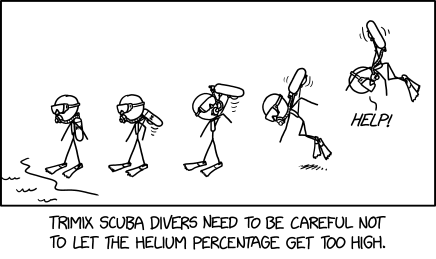 HELP!
TRIMIX SCUBA DIVERS NEED TO BE CAREFUL NOT
TO LET THE HELIUM PERCENTAGE GET TOO HIGH.